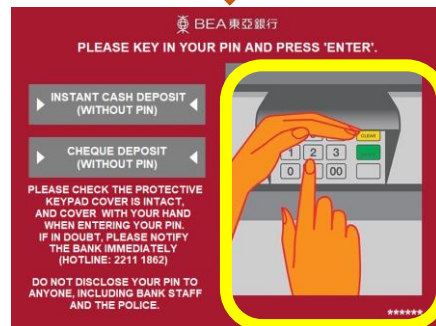 BEA東亞銀行
PLEASE KEY IN YOUR PIN AND PRESS 'ENTER'.
INSTANT CASH DEPOSIT
(WITHOUT PIN)
CHEQUE DEPOSIT
(WITHOUT PIN)
PLEASE CHECK THE PROTECTIVE
KEYPAD COVER IS INTACT,
AND COVER WITH YOUR HAND
WHEN ENTERING YOUR PIN.
IF IN DOUBT, PLEASE NOTIFY
THE BANK IMMEDIATELY
(HOTLINE: 2211 1862)
DO NOT DISCLOSE YOUR PIN TO
ANYONE, INCLUDING BANK STAFF
AND THE POLICE.
CLEAR
1 2 3
0 00
******